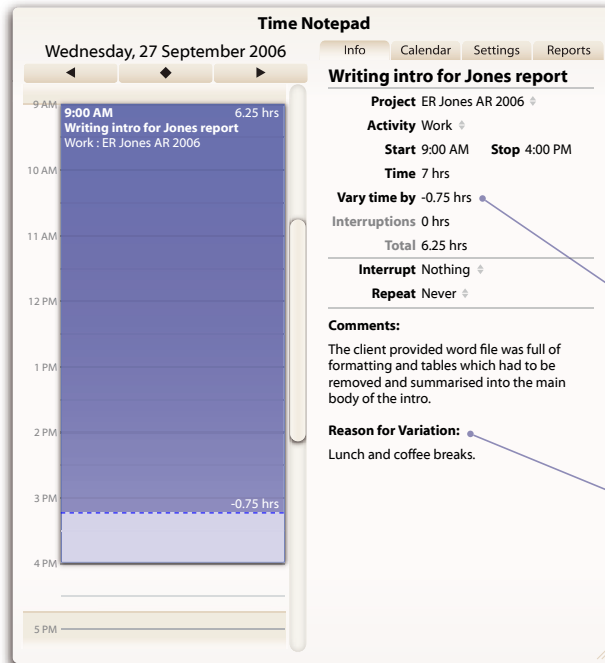 Time Notepad
Wednesday, 27 September 2006
9 AM
9:00 AM 6.25 hrs
Writing intro for Jones report
Work : ER Jones AR 2006
10 AM
11 AM
12 PM
1 PM
2 PM
3 PM
-0.75 hrs
4 PM
5 PM
Info Calendar Settings Reports
Writing intro for Jones report
Project ER Jones AR 2006
Activity Work
Start 9:00 AM Stop 4:00 PM
Time 7 hrs
Vary time by -0.75 hrs
Interruptions 0 hrs
Total 6.25 hrs
Interrupt Nothing
Repeat Never
Comments:
The client provided word file was full of
formatting and tables which had to be
removed and summarised into the main
body of the intro.
Reason for Variation:
Lunch and coffee breaks.